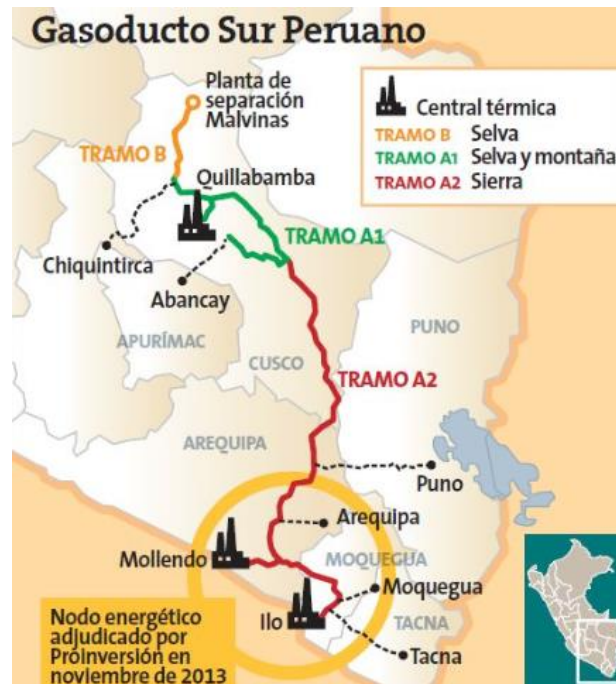 Gasoducto Sur Peruano
Planta de
separación
Malvinas
Central térmica
TRAMO B Selva
TRAMO A1 Selva y montaña
TRAMO A2 Sierra
TRAMO B
Quillabamba
TRAMO A1
Chiquintirca
Abancay
APURÍMAC
CUSCO
PUNO
TRAMO A2
AREQUIPA
Puno
Arequipa
Mollendo
MOQUEGUA
Moquegua
Ilo
TACNA
Tacna
Nodo energético
adjudicado por
Próinversión en
noviembre de 2013